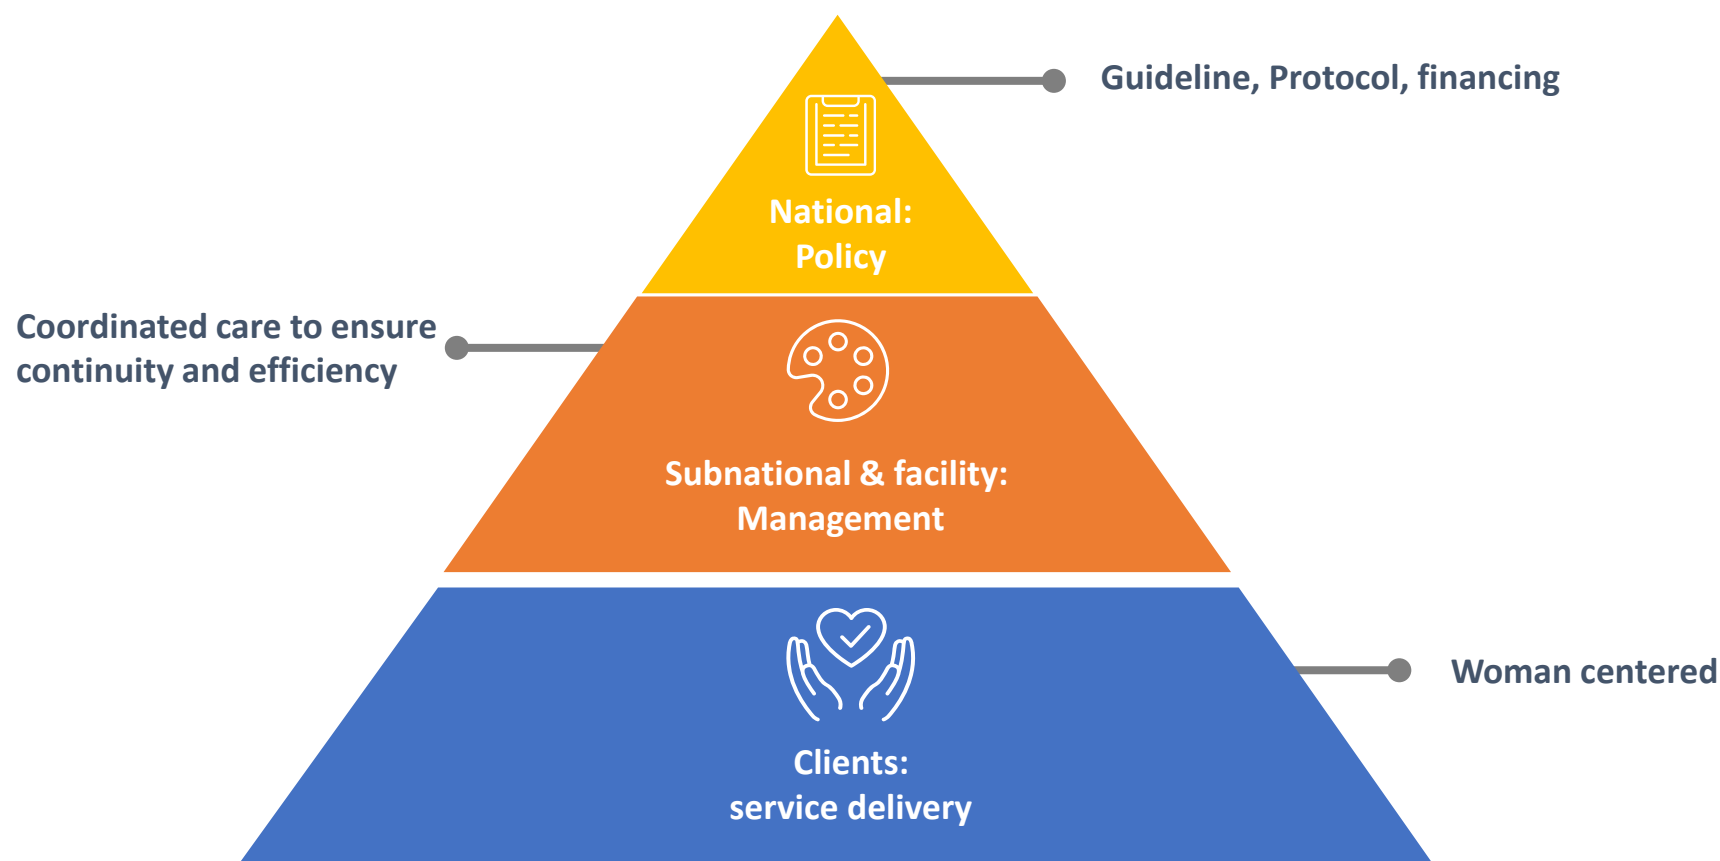 Guideline, Protocol, financing
National:
Policy
Coordinated care to ensure
continuity and efficiency
Subnational & facility:
Management
Woman centered
Clients:
service delivery